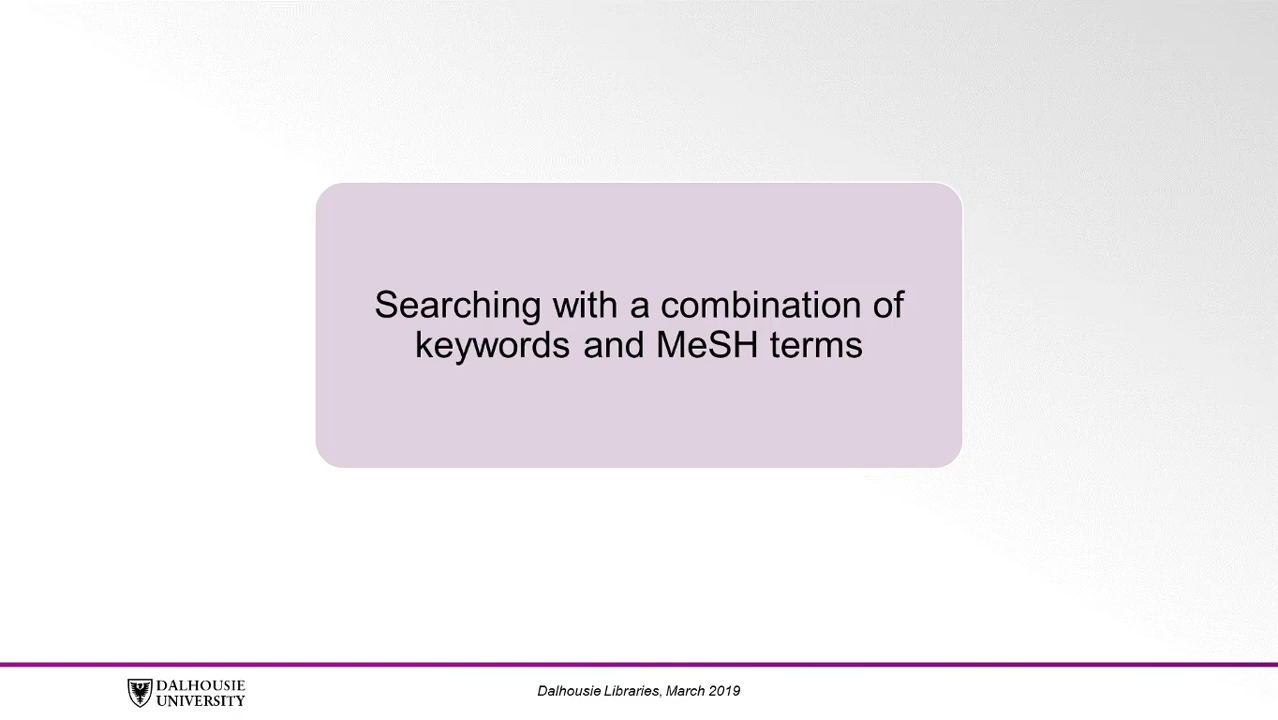 Searching with a combination of
keywords and MeSH terms
DALHOUSIE
UNIVERSITY
Dalhousie Libraries, March 2019